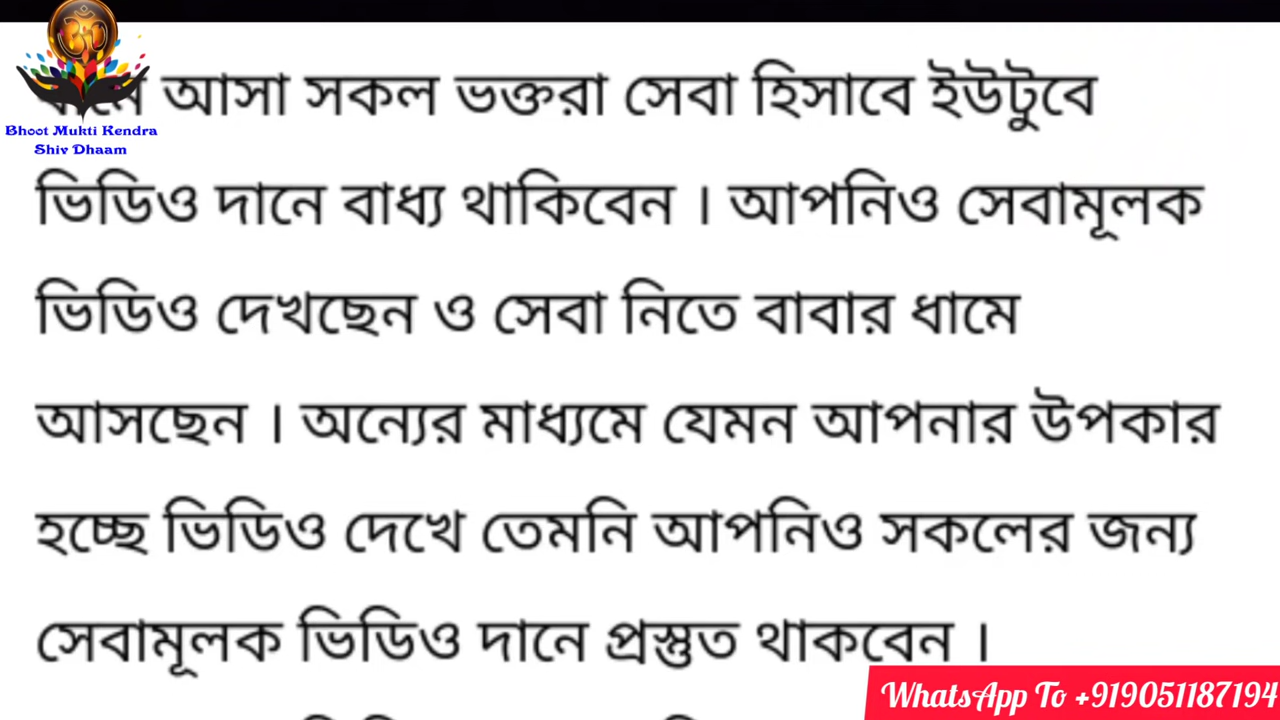 আসা সকল ভক্তরা সেবা হিসাবে ইউটুবে
Bhoot Mukti Kendra
Shiv Dhaam
ভিডিও দানে বাধ্য থাকিবেন । আপনিও সেবামূলক
ভিডিও দেখছেন ও সেবা নিতে বাবার ধামে
আসছেন । অন্যের মাধ্যমে যেমন আপনার উপকার
হচ্ছে ভিডিও দেখে তেমনি আপনিও সকলের জন্য
সেবামূলক ভিডিও দানে প্রস্তুত থাকবেন ।
WhatsApp To +919051187194